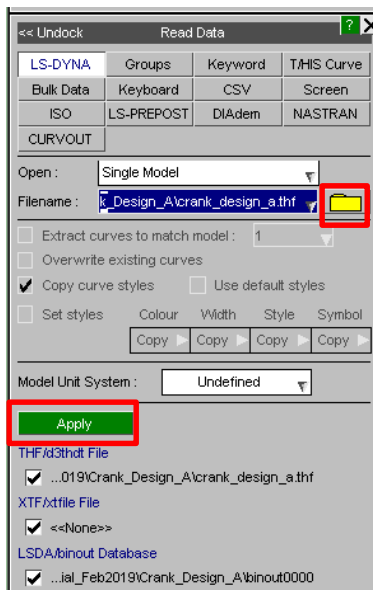 << Undock Read Data ? X
LS-DYNA Groups Keyword T/HIS Curve
Bulk Data Keyboard CSV Screen
ISO LS-PREPOST DIAdem NASTRAN
CURVOUT
Open : Single Model
Filename : k_Design_A\crank_design_a.thf
Extract curves to match model : 1
Overwrite existing curves
Copy curve styles Use default styles
Set styles Colour Width Style Symbol
Copy Copy Copy Copy
Model Unit System : Undefined
Apply
THF/d3thdt File
...019\Crank_Design_A\crank_design_a.thf
XTF/xtfile File
<<None>>
LSDA/binout Database
...ial_Feb2019\Crank_Design_A\binout0000